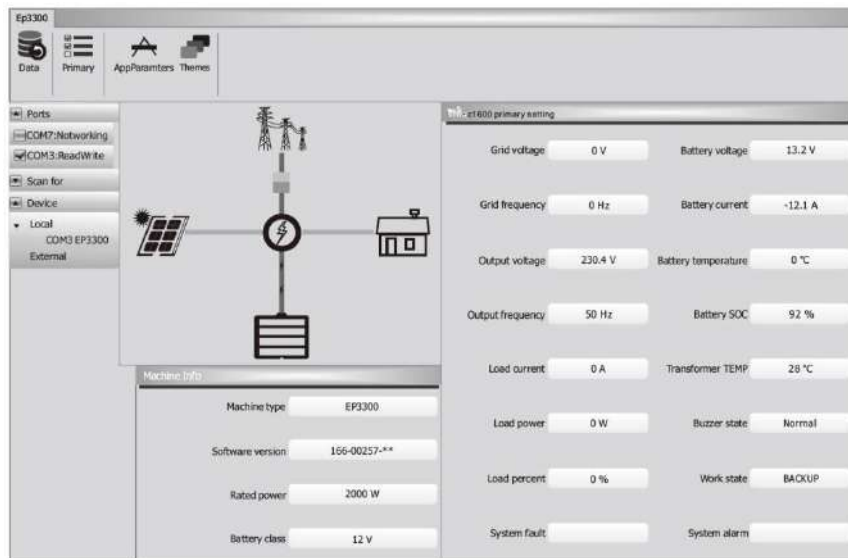 Ep3300
Data Primary AppParamters Themes
Ports
COM7:Notworking
COM3:ReadWrite
Scan for
Device
Local
COM3 EP3300
External
c1600 primary setting
Grid voltage 0 V Battery voltage 13.2 V
Grid frequency 0 Hz Battery current -12.1 A
Output voltage 230.4 V Battery temperature 0 °C
Output frequency 50 Hz Battery SOC 92 %
Load current 0 A Transformer TEMP 28 °C
Load power 0 W Buzzer state Normal
Load percent 0 % Work state BACKUP
System fault System alarm
Machine Info
Machine type EP3300
Software version 166-00257-**
Rated power 2000 W
Battery class 12 V